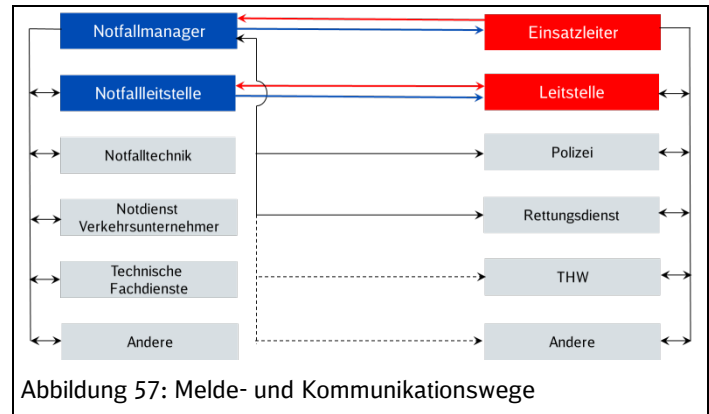 Notfallmanager
Einsatzleiter
Notfallleitstelle
Leitstelle
Notfalltechnik
Polizei
Notdienst
Verkehrsunternehmer
Rettungsdienst
Technische
Fachdienste
THW
Andere
Andere
Abbildung 57: Melde- und Kommunikationswege